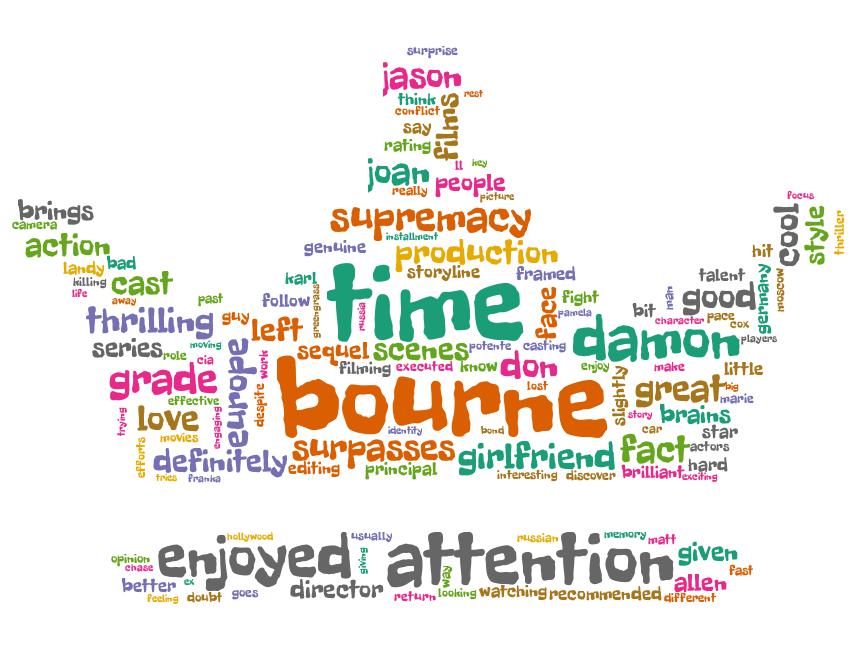 surprise
jason
think
rest
conflict
films
say
rating
joan
ll
key
really
people
picture
brings
camera
supremacy
focus
cool
style
thriller
action
genuine
installment
production
hit
landy
bad
storyline
framed
talent
germany
moscow
killing
cast
karl
time
life
away
past
follow
greengrass
russia
face
fight
pamela
bit
man
good
thrilling
guy
left
character
pace
cox
series
role
moving
cia
adorne
work
sequel
scenes
potente
casting
damon
players
enjoy
make
grade
filming
executed
know
don
lost
little
effective
despite
bourne
slightly
great
big
marie
trying
love
engaging
identity
bond
story
brains
movies
car
star
efforts
definitely
surpasses
girlfriend
fact
actors
editing
principal
interesting
discover
brilliant
hard
exciting
tries
franka
hollywood
usually
russian
memory
matt
opinion
chase
enjoyed
giving
attention
given
fast
better
ex
feeling
doubt
goes
director
return
way
looking
watching
recommended
allen
different